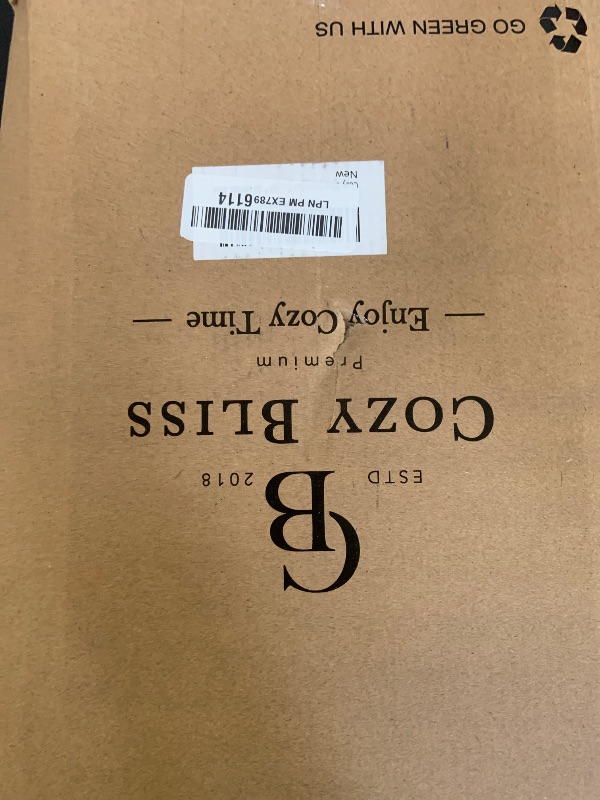 CB
ESTD 2018
COZY BLISS
Premium
— Enjoy Cozy Time —
LPN PM EX7896114
New
GO GREEN WITH US